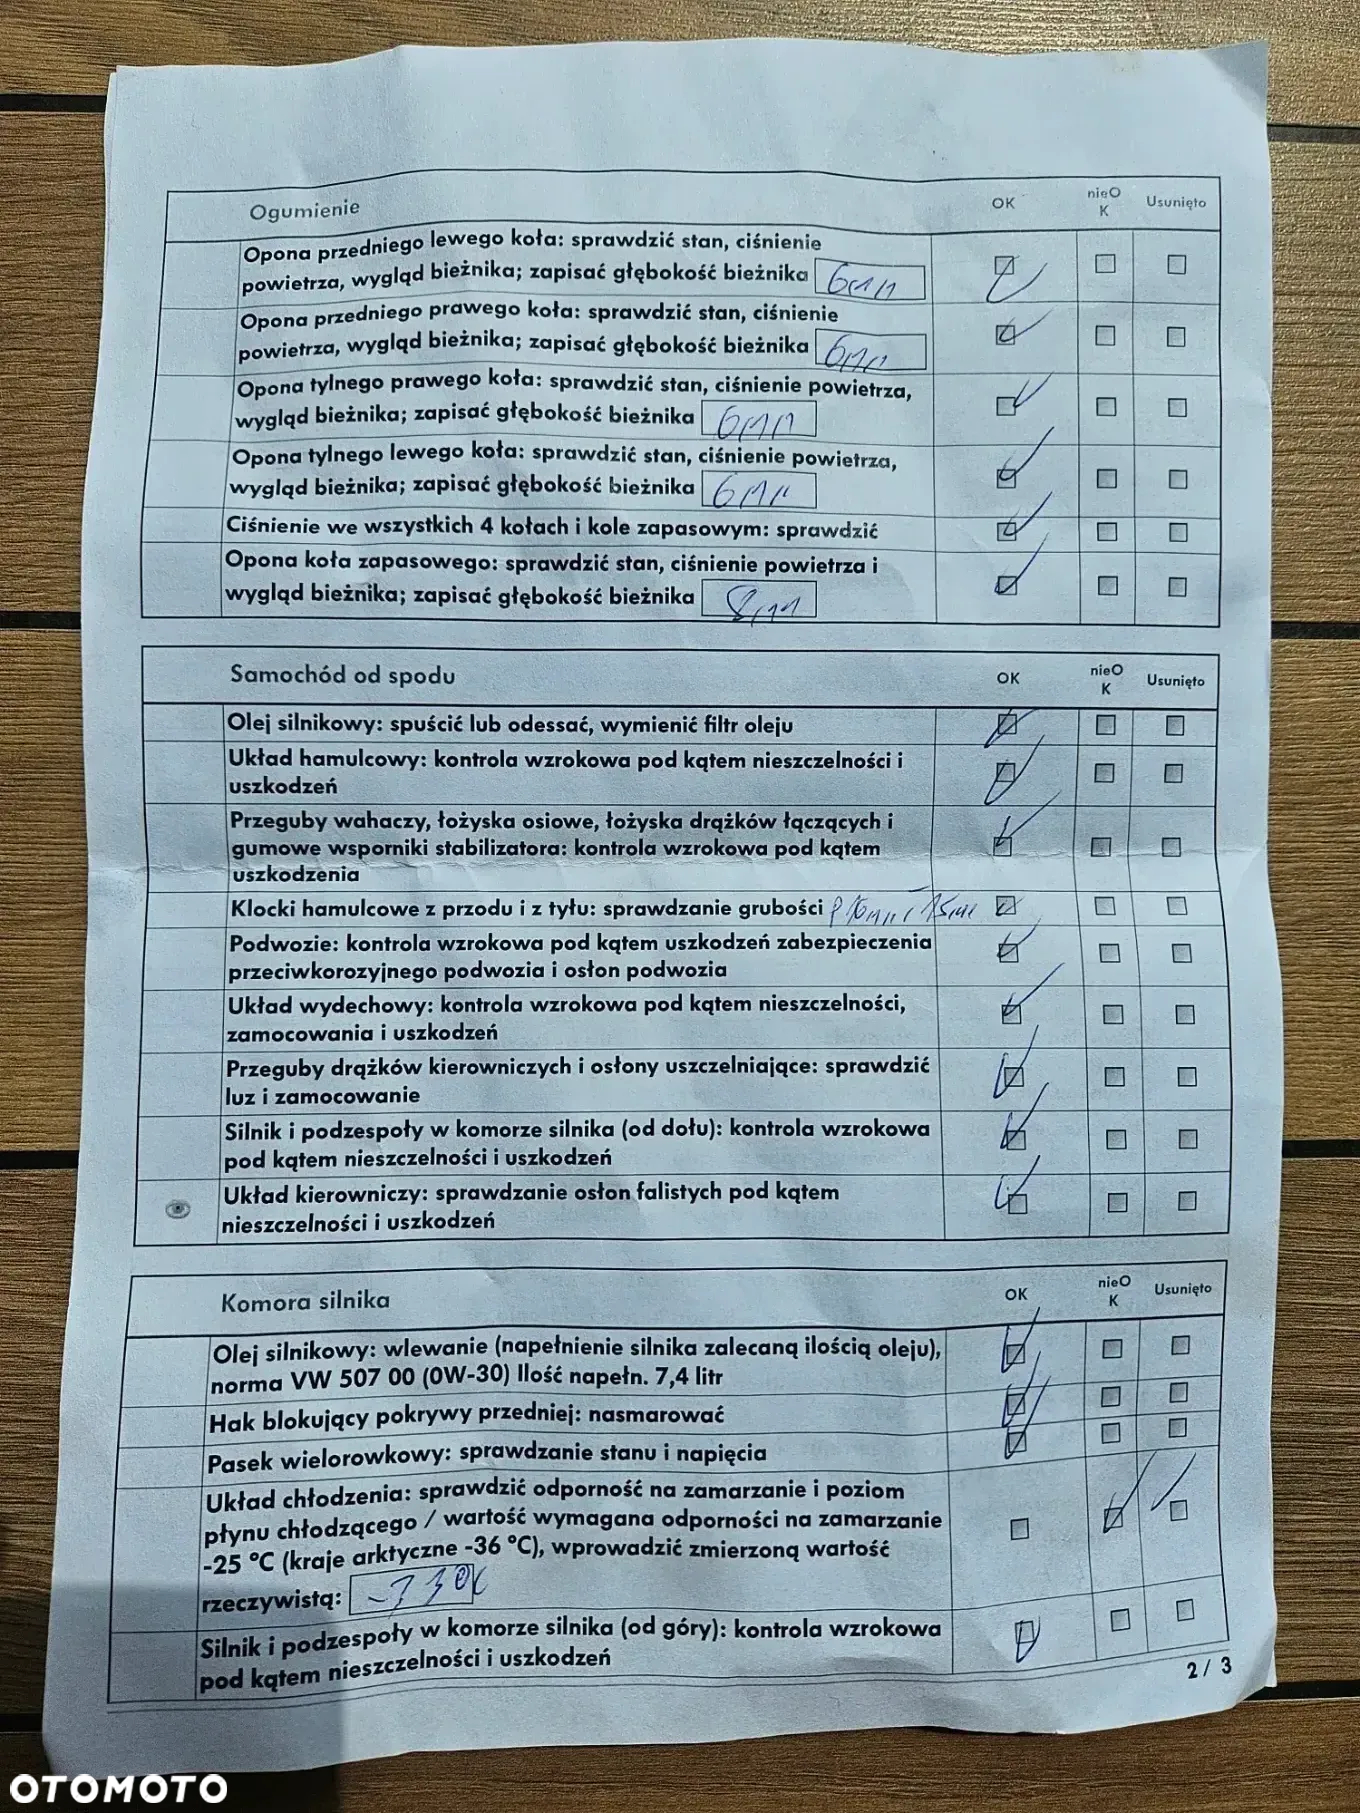 Ogumienie OK nieO Usunięto
K
Opona przedniego lewego koła: sprawdzić stan, ciśnienie
powietrza, wygląd bieżnika; zapisać głębokość bieżnika 6mm
Opona przedniego prawego koła: sprawdzić stan, ciśnienie
powietrza, wygląd bieżnika; zapisać głębokość bieżnika 6mm
Opona tylnego prawego koła: sprawdzić stan, ciśnienie powietrza,
wygląd bieżnika; zapisać głębokość bieżnika 6mm
Opona tylnego lewego koła: sprawdzić stan, ciśnienie powietrza,
wygląd bieżnika; zapisać głębokość bieżnika 6mm
Ciśnienie we wszystkich 4 kołach i kole zapasowym: sprawdzić
Opona koła zapasowego: sprawdzić stan, ciśnienie powietrza i
wygląd bieżnika; zapisać głębokość bieżnika 8mm
Samochód od spodu OK nieO Usunięto
K
Olej silnikowy: spuścić lub odessać, wymienić filtr oleju
Układ hamulcowy: kontrola wzrokowa pod kątem nieszczelności i
uszkodzeń
Przeguby wahaczy, łożyska osiowe, łożyska drążków łączących i
gumowe wsporniki stabilizatora: kontrola wzrokowa pod kątem
uszkodzenia
Klocki hamulcowe z przodu i z tyłu: sprawdzanie grubości
Podwozie: kontrola wzrokowa pod kątem uszkodzeń zabezpieczenia
przeciwkorozyjnego podwozia i osłon podwozia
Układ wydechowy: kontrola wzrokowa pod kątem nieszczelności,
zamocowania i uszkodzeń
Przeguby drążków kierowniczych i osłony uszczelniające: sprawdzić
luz i zamocowanie
Silnik i podzespoły w komorze silnika (od dołu): kontrola wzrokowa
pod kątem nieszczelności i uszkodzeń
Układ kierowniczy: sprawdzanie osłon falistych pod kątem
nieszczelności i uszkodzeń
Komora silnika OK nieO Usunięto
K
Olej silnikowy: wlewanie (napełnienie silnika zalecaną ilością oleju),
norma VW 507 00 (0W-30) Ilość napełn. 7,4 litr
Hak blokujący pokrywy przedniej: nasmarować
Pasek wielorowkowy: sprawdzanie stanu i napięcia
Układ chłodzenia: sprawdzić odporność na zamarzanie i poziom
płynu chłodzącego / wartość wymagana odporności na zamarzanie
-25 °C (kraje arktyczne -36 °C), wprowadzić zmierzoną wartość
rzeczywistą:
Silnik i podzespoły w komorze silnika (od góry): kontrola wzrokowa
pod kątem nieszczelności i uszkodzeń
2 / 3
OTOMOTO